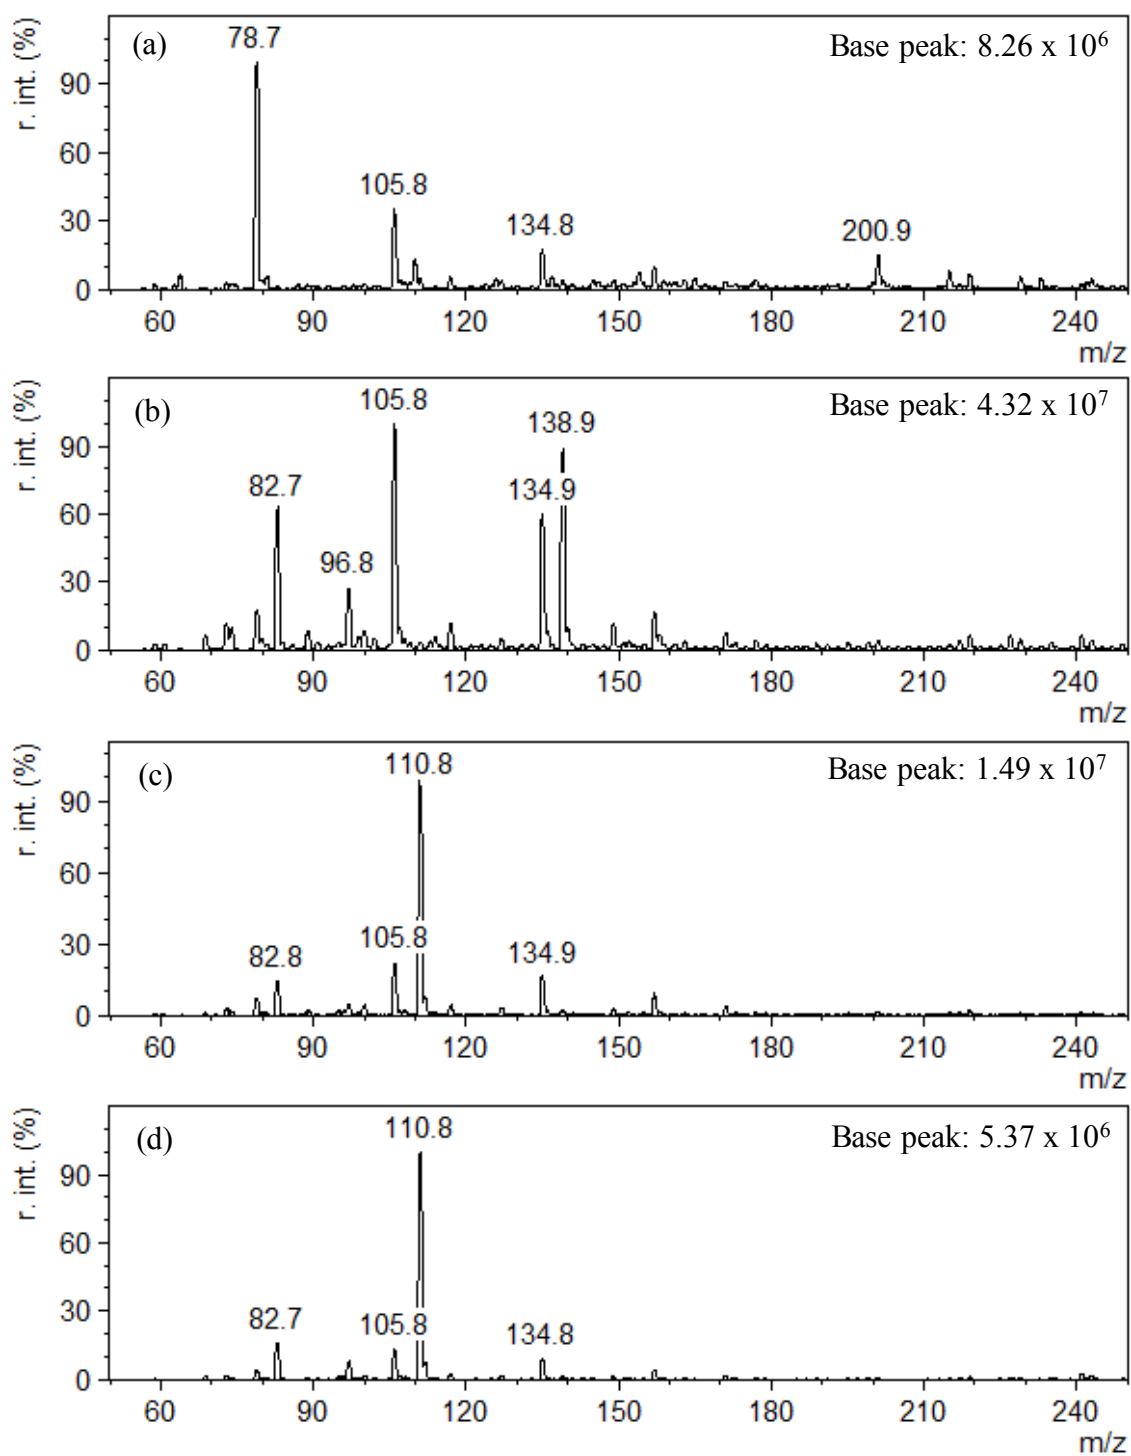 (a)
Base peak: 8.26 x 10⁶
r. int. (%)
90
60
30
0
78.7
105.8
134.8
200.9
60 90 120 150 180 210 240
m/z
(b)
Base peak: 4.32 x 10⁷
r. int. (%)
90
60
30
0
82.7
96.8
105.8
134.9
138.9
60 90 120 150 180 210 240
m/z
(c)
Base peak: 1.49 x 10⁷
r. int. (%)
90
60
30
0
82.8
105.8
110.8
134.9
60 90 120 150 180 210 240
m/z
(d)
Base peak: 5.37 x 10⁶
r. int. (%)
90
60
30
0
82.7
105.8
110.8
134.8
60 90 120 150 180 210 240
m/z